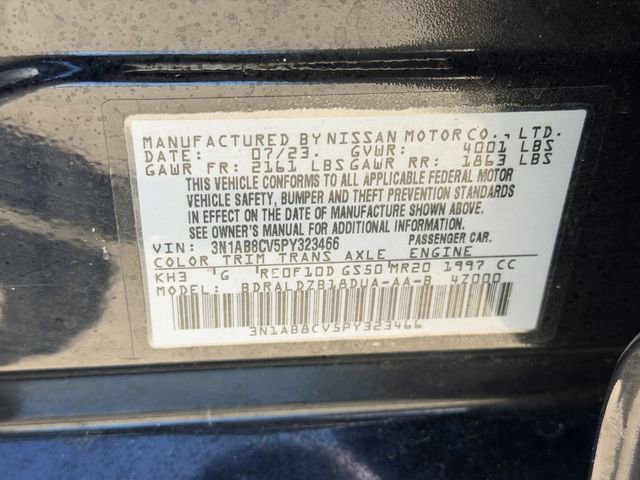 MANUFACTURED BY NISSAN MOTOR CO., LTD.
DATE: 07/23. GVWR: 4001 LBS
GAWR FR: 2161 LBS GAWR RR: 1863 LBS
THIS VEHICLE CONFORMS TO ALL APPLICABLE FEDERAL MOTOR
VEHICLE SAFETY, BUMPER AND THEFT PREVENTION STANDARDS
IN EFFECT ON THE DATE OF MANUFACTURE SHOWN ABOVE.
SEE OWNER'S MANUAL FOR ADDITIONAL INFORMATION.
VIN: 3N1AB8CV5PY323466 PASSENGER CAR.
COLOR TRIM TRANS AXLE ENGINE
KH3 G RE0F10D GS50 MR20 1997 CC
MODEL: BDRALDZB18DUA-AA-B 4Z000
3N1AB8CV5PY323466